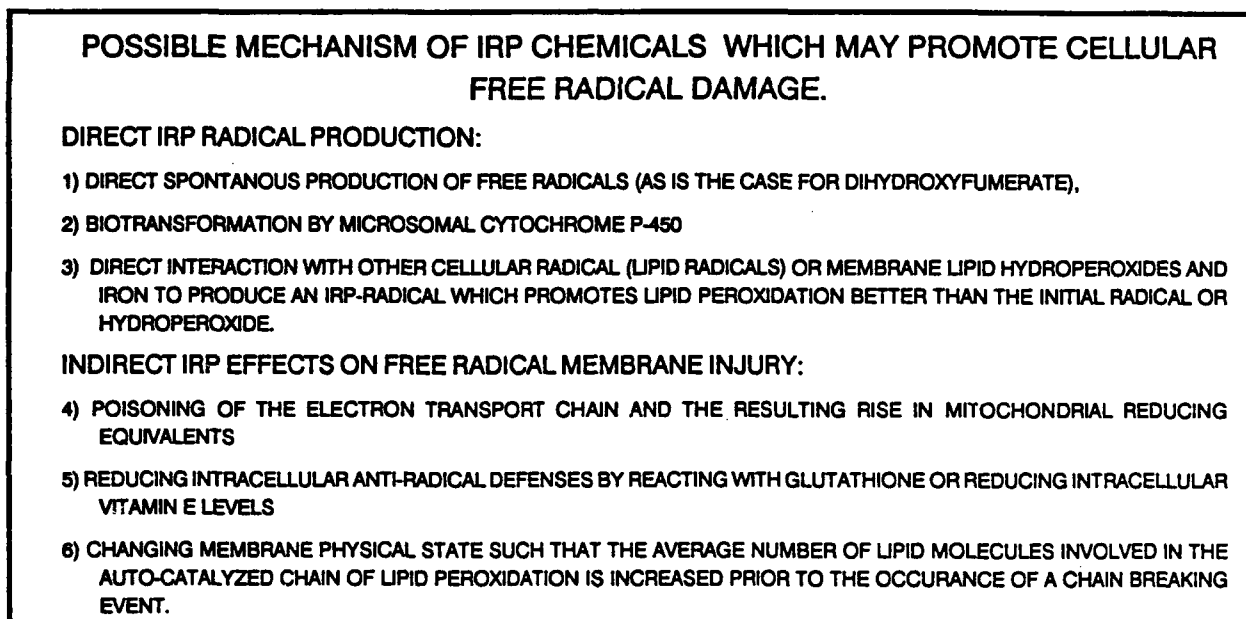 POSSIBLE MECHANISM OF IRP CHEMICALS WHICH MAY PROMOTE CELLULAR
FREE RADICAL DAMAGE.
DIRECT IRP RADICAL PRODUCTION:
1) DIRECT SPONTANOUS PRODUCTION OF FREE RADICALS (AS IS THE CASE FOR DIHYDROXYFUMERATE),
2) BIOTRANSFORMATION BY MICROSOMAL CYTOCHROME P-450
3) DIRECT INTERACTION WITH OTHER CELLULAR RADICAL (LIPID RADICALS) OR MEMBRANE LIPID HYDROPEROXIDES AND
IRON TO PRODUCE AN IRP-RADICAL WHICH PROMOTES LIPID PEROXIDATION BETTER THAN THE INITIAL RADICAL OR
HYDROPEROXIDE.
INDIRECT IRP EFFECTS ON FREE RADICAL MEMBRANE INJURY:
4) POISONING OF THE ELECTRON TRANSPORT CHAIN AND THE RESULTING RISE IN MITOCHONDRIAL REDUCING
EQUIVALENTS
5) REDUCING INTRACELLULAR ANTI-RADICAL DEFENSES BY REACTING WITH GLUTATHIONE OR REDUCING INTRACELLULAR
VITAMIN E LEVELS
6) CHANGING MEMBRANE PHYSICAL STATE SUCH THAT THE AVERAGE NUMBER OF LIPID MOLECULES INVOLVED IN THE
AUTO-CATALYZED CHAIN OF LIPID PEROXIDATION IS INCREASED PRIOR TO THE OCCURANCE OF A CHAIN BREAKING
EVENT.